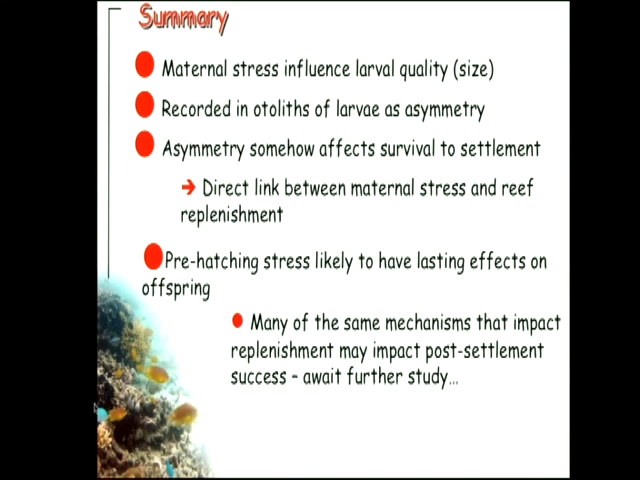 Summary
Maternal stress influence larval quality (size)
Recorded in otoliths of larvae as asymmetry
Asymmetry somehow affects survival to settlement
➔ Direct link between maternal stress and reef
replenishment
Pre-hatching stress likely to have lasting effects on
offspring
Many of the same mechanisms that impact
replenishment may impact post-settlement
success – await further study…